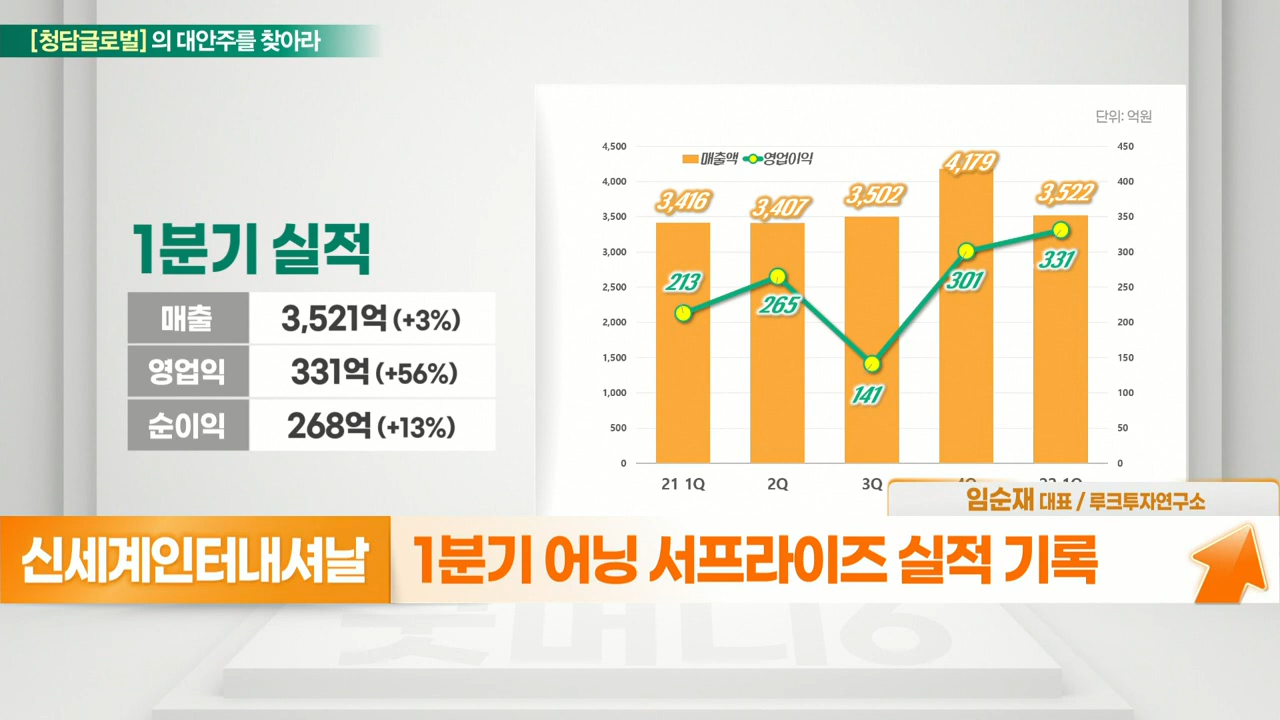 [청담글로벌]의 대안주를 찾아라
단위: 억원
매출액 영업이익
4,500
4,000
3,500
3,000
2,500
2,000
1,500
1,000
500
0
450
400
350
300
250
200
150
100
50
0
3,416
3,407
3,502
4,179
3,522
213
265
141
301
331
21 1Q
2Q
3Q
1분기 실적
매출 3,521억 (+3%)
영업익 331억 (+56%)
순이익 268억 (+13%)
임순재 대표 / 루크투자연구소
신세계인터내셔날
1분기 어닝 서프라이즈 실적 기록